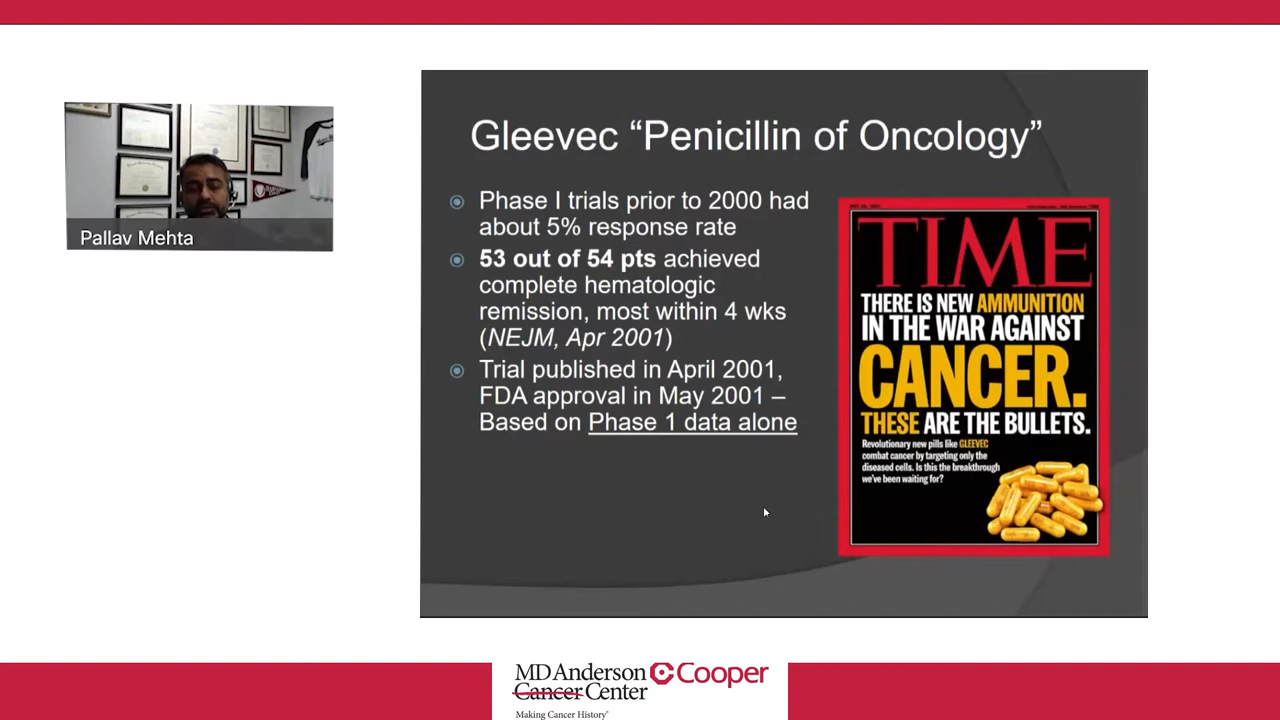 Gleevec “Penicillin of Oncology”
Phase I trials prior to 2000 had
about 5% response rate
53 out of 54 pts achieved
complete hematologic
remission, most within 4 wks
(NEJM, Apr 2001)
Trial published in April 2001,
FDA approval in May 2001 –
Based on Phase 1 data alone
TIME
THERE IS NEW AMMUNITION
IN THE WAR AGAINST
CANCER.
THESE ARE THE BULLETS.
Revolutionary new pills like GLEEVEC
combat cancer by targeting only the
diseased cells. Is this the breakthrough
we've been waiting for?
Pallav Mehta
MD Anderson Cooper
Cancer Center
Making Cancer History®